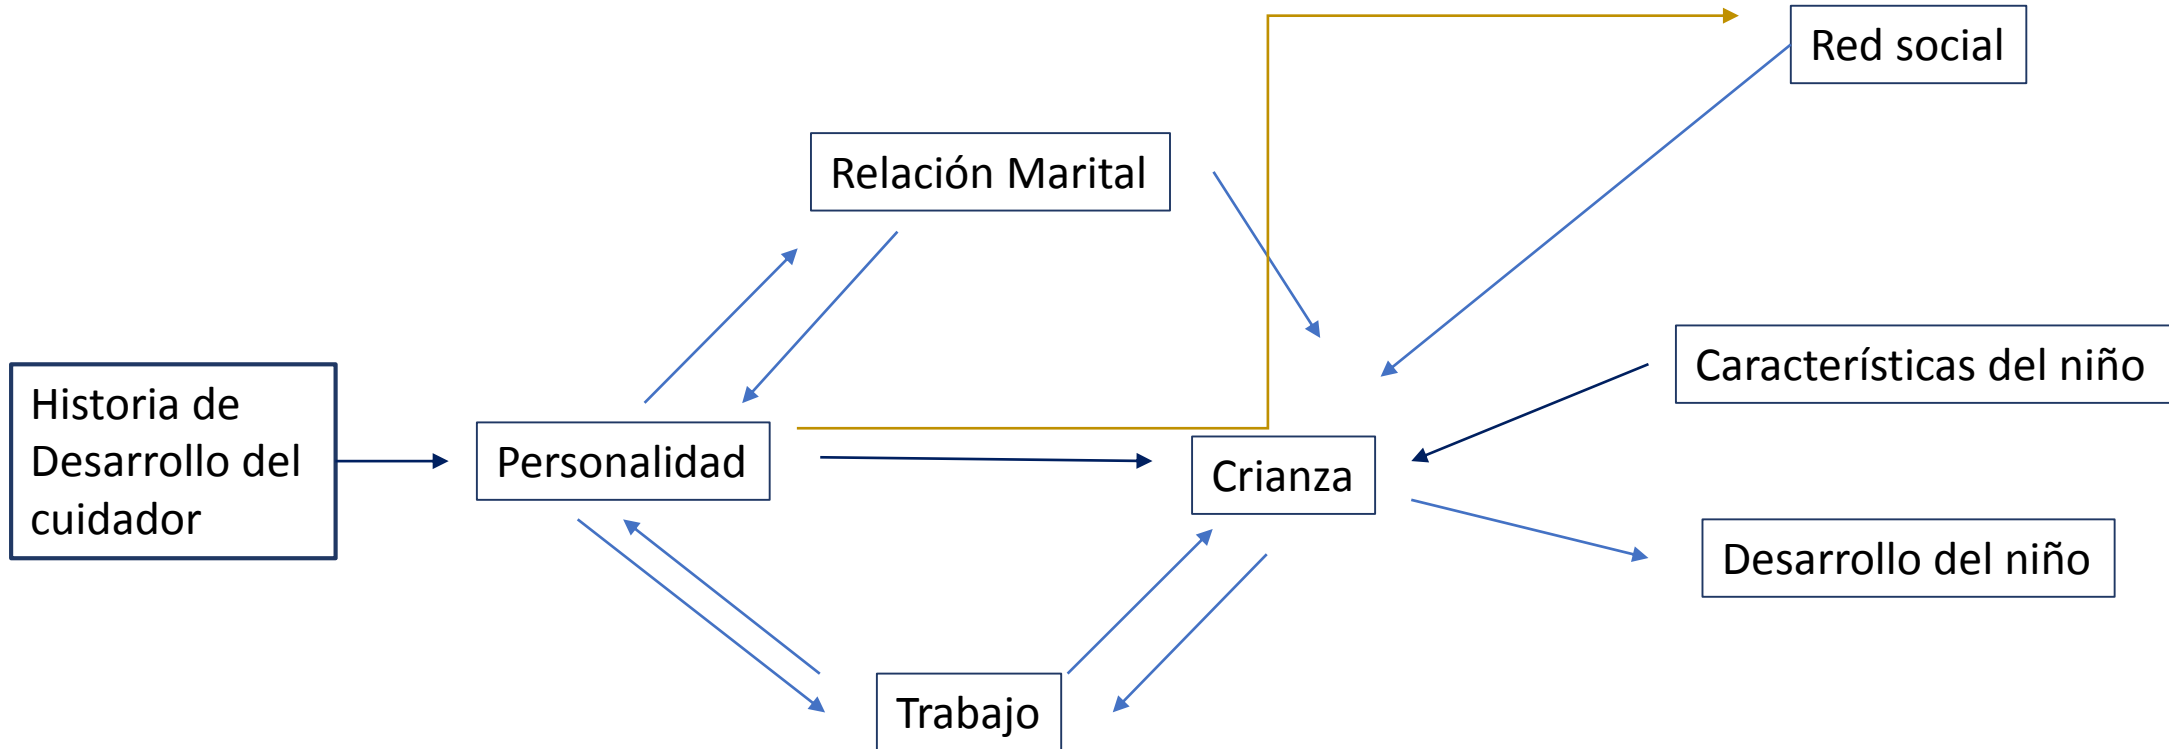 Red social
Relación Marital
Características del niño
Historia de
Desarrollo del
cuidador
Personalidad
Crianza
Desarrollo del niño
Trabajo